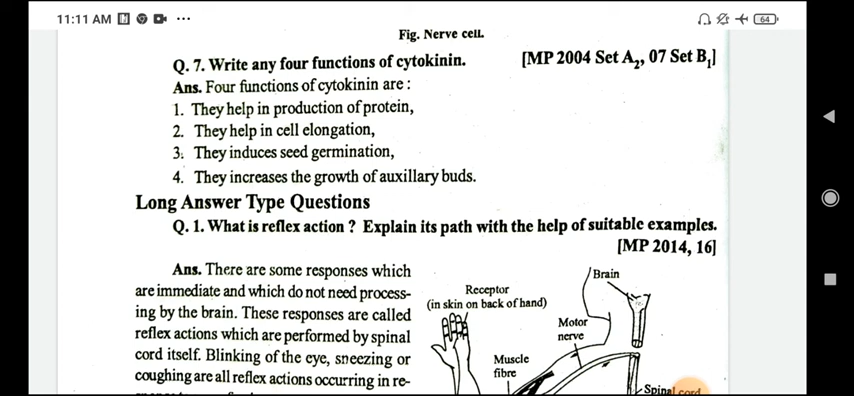 11:11 AM
64
Fig. Nerve cell.
Q. 7. Write any four functions of cytokinin. [MP 2004 Set A₂, 07 Set B₁]
Ans. Four functions of cytokinin are :
1. They help in production of protein,
2. They help in cell elongation,
3. They induces seed germination,
4. They increases the growth of auxillary buds.
Long Answer Type Questions
Q. 1. What is reflex action ? Explain its path with the help of suitable examples.
[MP 2014, 16]
Ans. There are some responses which
are immediate and which do not need process-
ing by the brain. These responses are called
reflex actions which are performed by spinal
cord itself. Blinking of the eye, sneezing or
coughing are all reflex actions occurring in re-
Brain
Receptor
(in skin on back of hand)
Motor
nerve
Muscle
fibre
Spinal cord